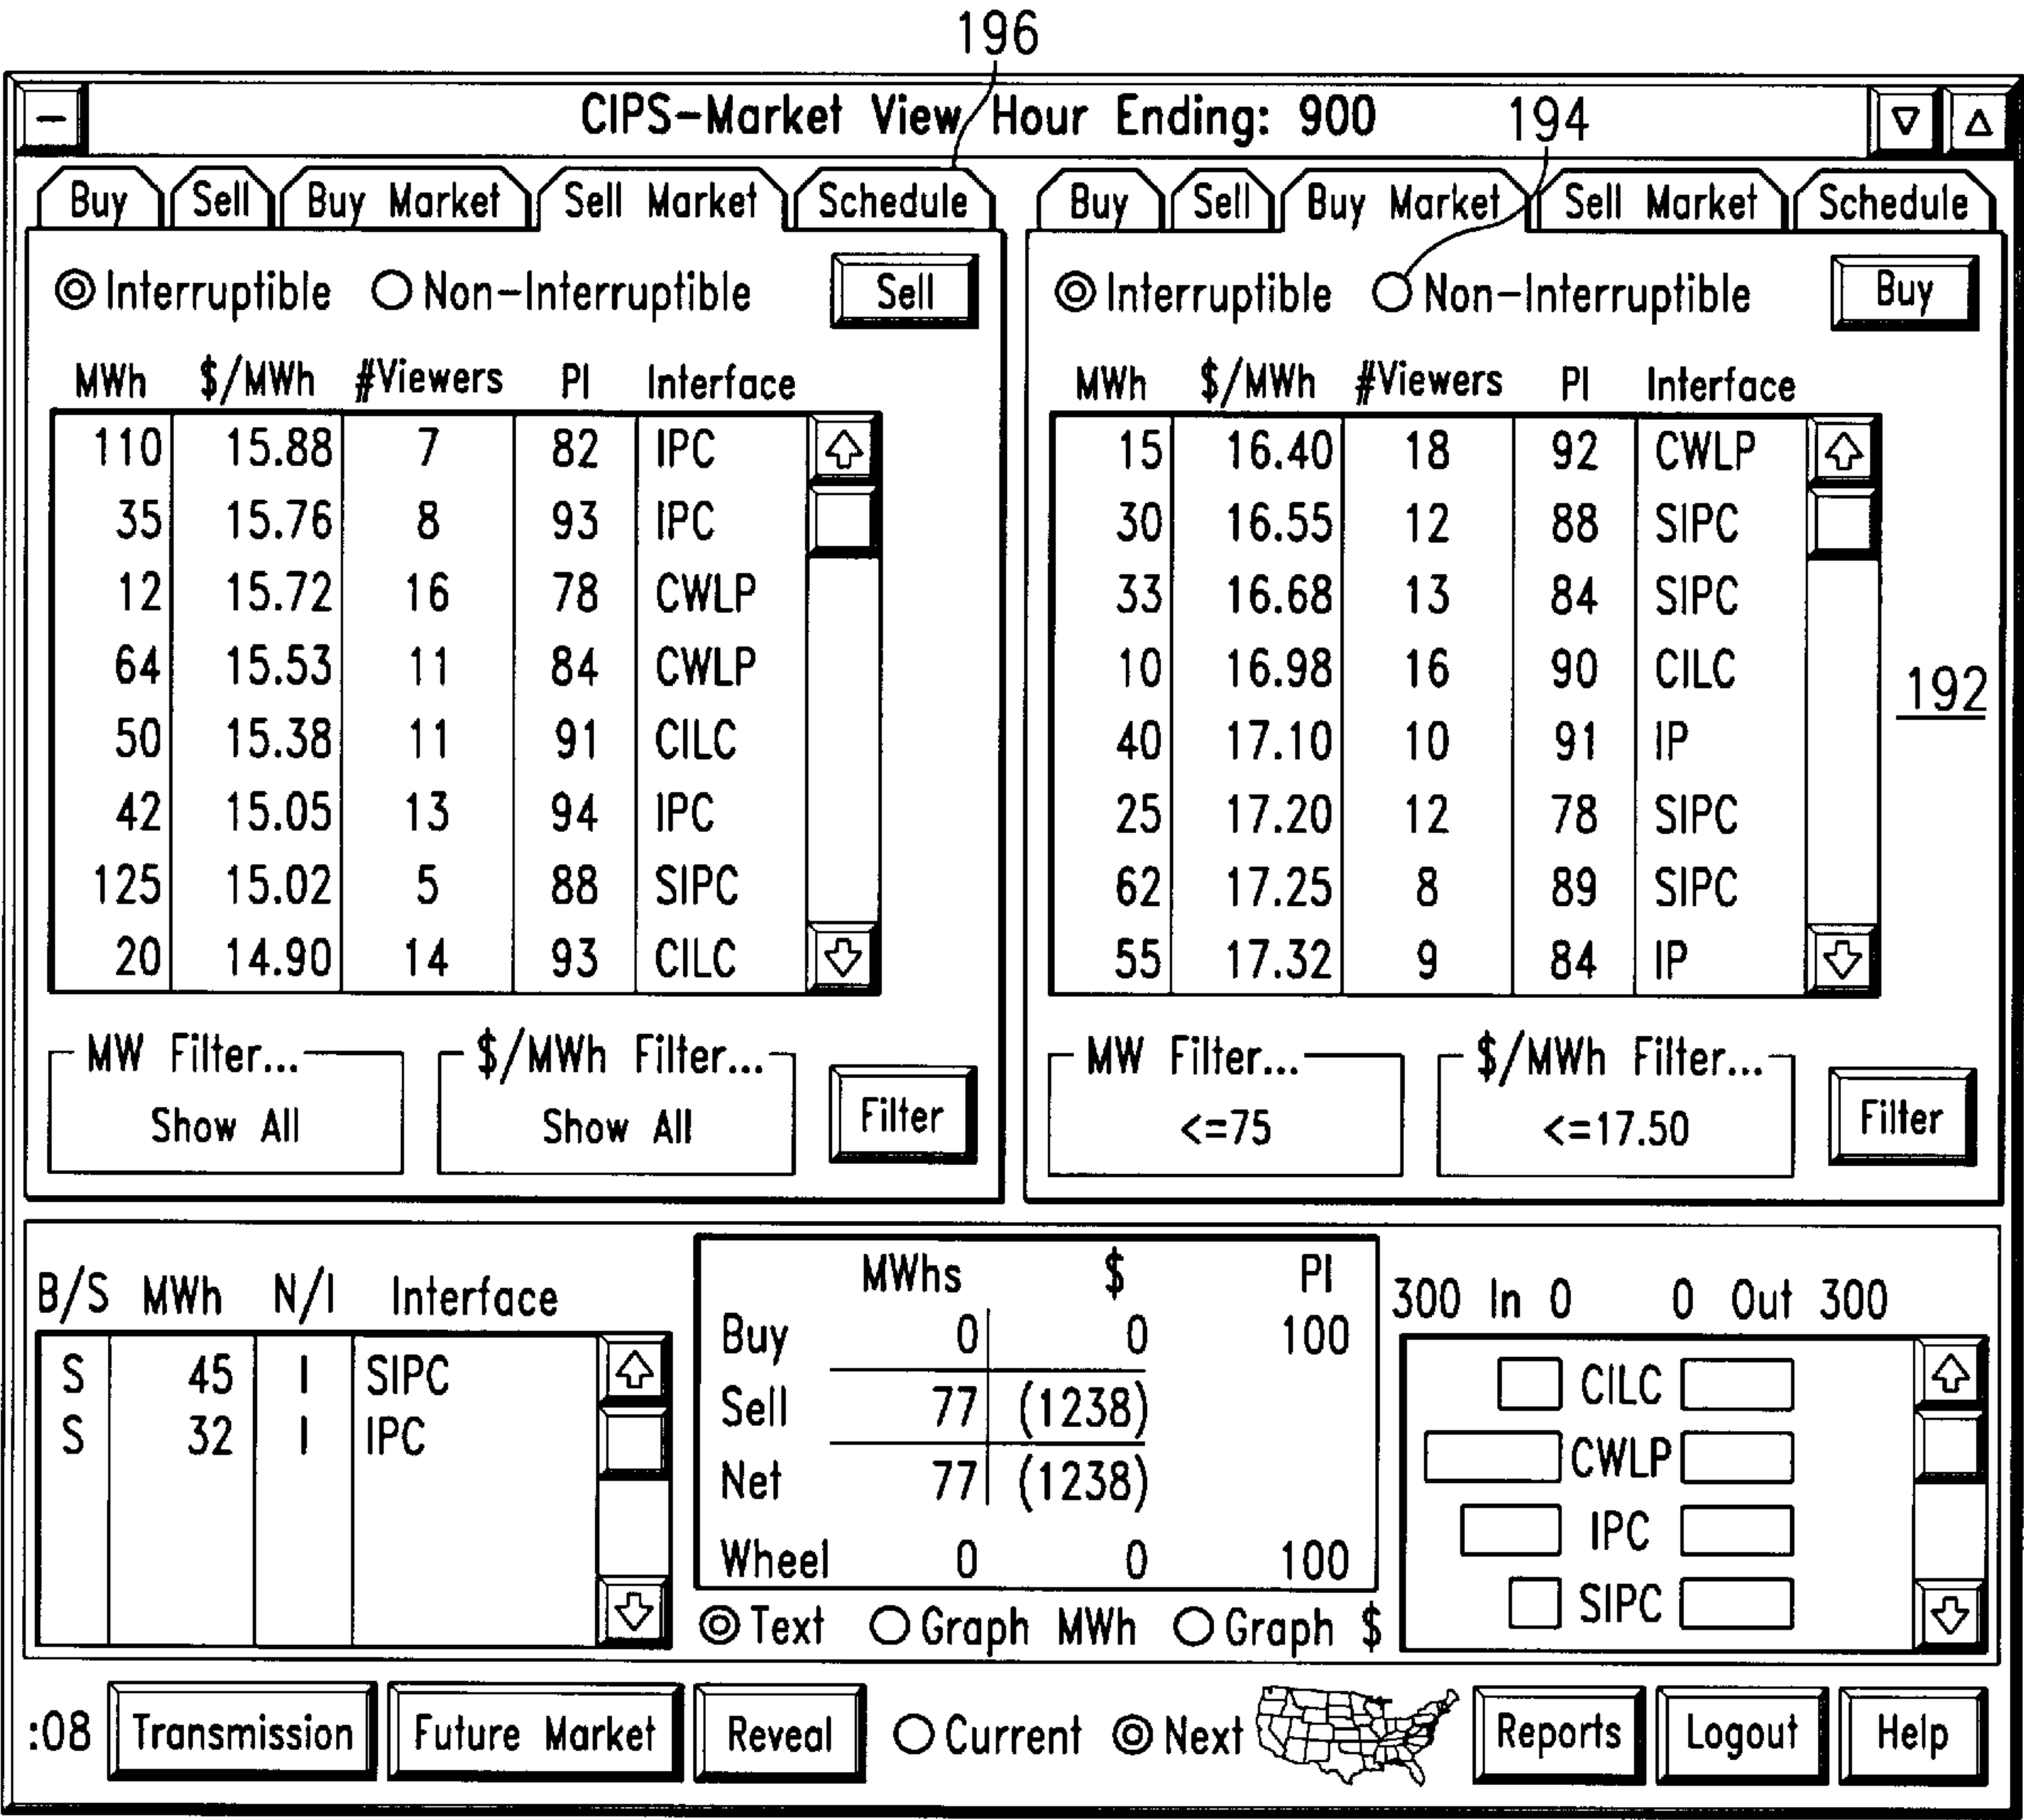 196
CIPS-Market View Hour Ending: 900
194
Buy Sell Buy Market Sell Market Schedule
Interruptible Non-Interruptible Sell
MWh $/MWh #Viewers PI Interface
110 15.88 7 82 IPC
35 15.76 8 93 IPC
12 15.72 16 78 CWLP
64 15.53 11 84 CWLP
50 15.38 11 91 CILC
42 15.05 13 94 IPC
125 15.02 5 88 SIPC
20 14.90 14 93 CILC
MW Filter... $/MWh Filter...
Show All Show All Filter
Buy Sell Buy Market Sell Market Schedule
Interruptible Non-Interruptible Buy
MWh $/MWh #Viewers PI Interface
15 16.40 18 92 CWLP
30 16.55 12 88 SIPC
33 16.68 13 84 SIPC
10 16.98 16 90 CILC
40 17.10 10 91 IP
25 17.20 12 78 SIPC
62 17.25 8 89 SIPC
55 17.32 9 84 IP
192
MW Filter... $/MWh Filter...
<=75 <=17.50 Filter
B/S MWh N/I Interface
S 45 I SIPC
S 32 I IPC
MWhs $ PI
Buy 0 0 100
Sell 77 (1238)
Net 77 (1238)
Wheel 0 0 100
Text Graph MWh Graph $
300 In 0 0 Out 300
CILC
CWLP
IPC
SIPC
:08 Transmission Future Market Reveal Current Next Reports Logout Help